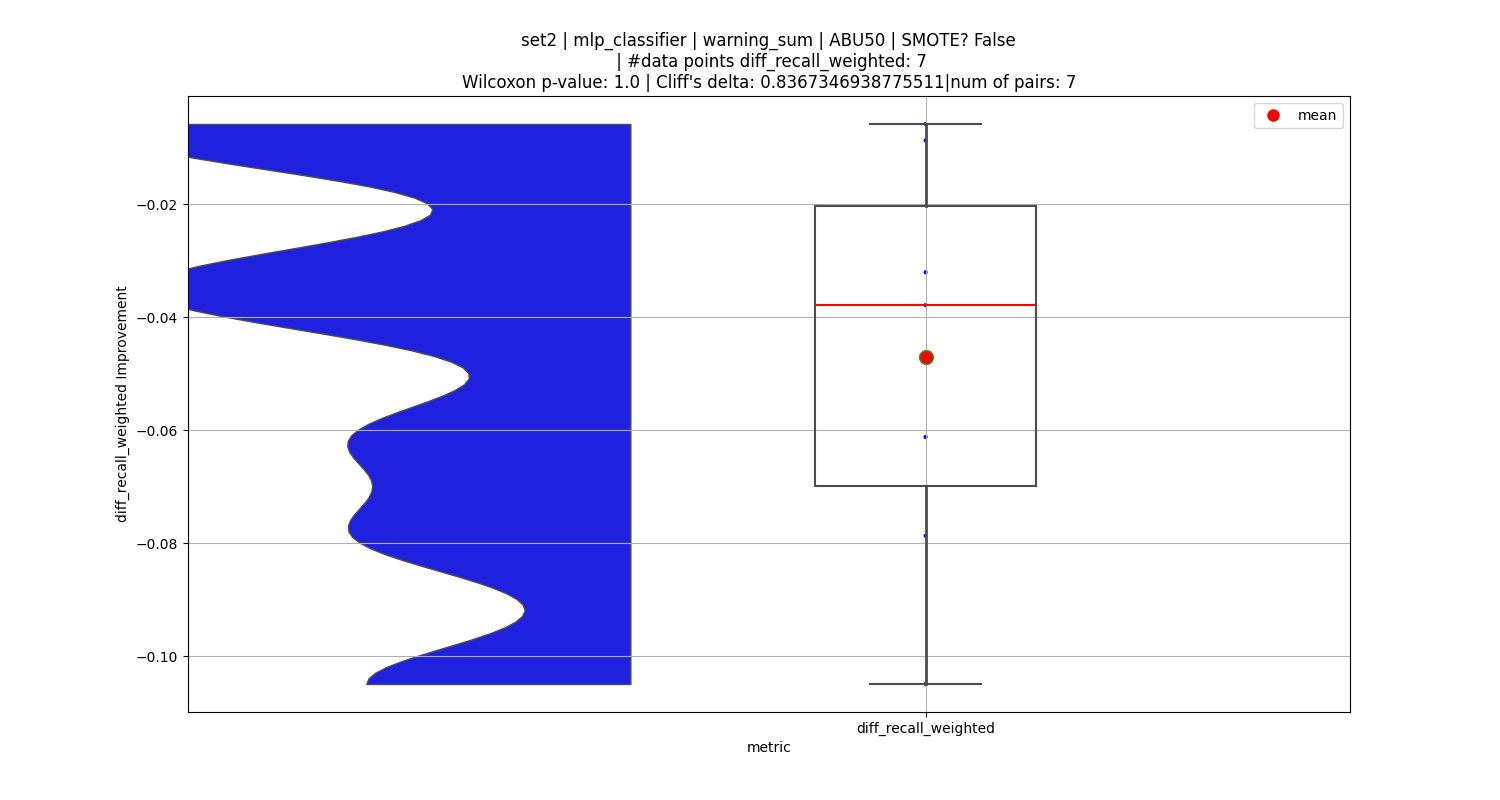 set2 | mlp_classifier | warning_sum | ABU50 | SMOTE? False
| #data points diff_recall_weighted: 7
Wilcoxon p-value: 1.0 | Cliff's delta: 0.8367346938775511|num of pairs: 7
mean
−0.02
−0.04
−0.06
−0.08
−0.10
diff_recall_weighted Improvement
diff_recall_weighted
metric